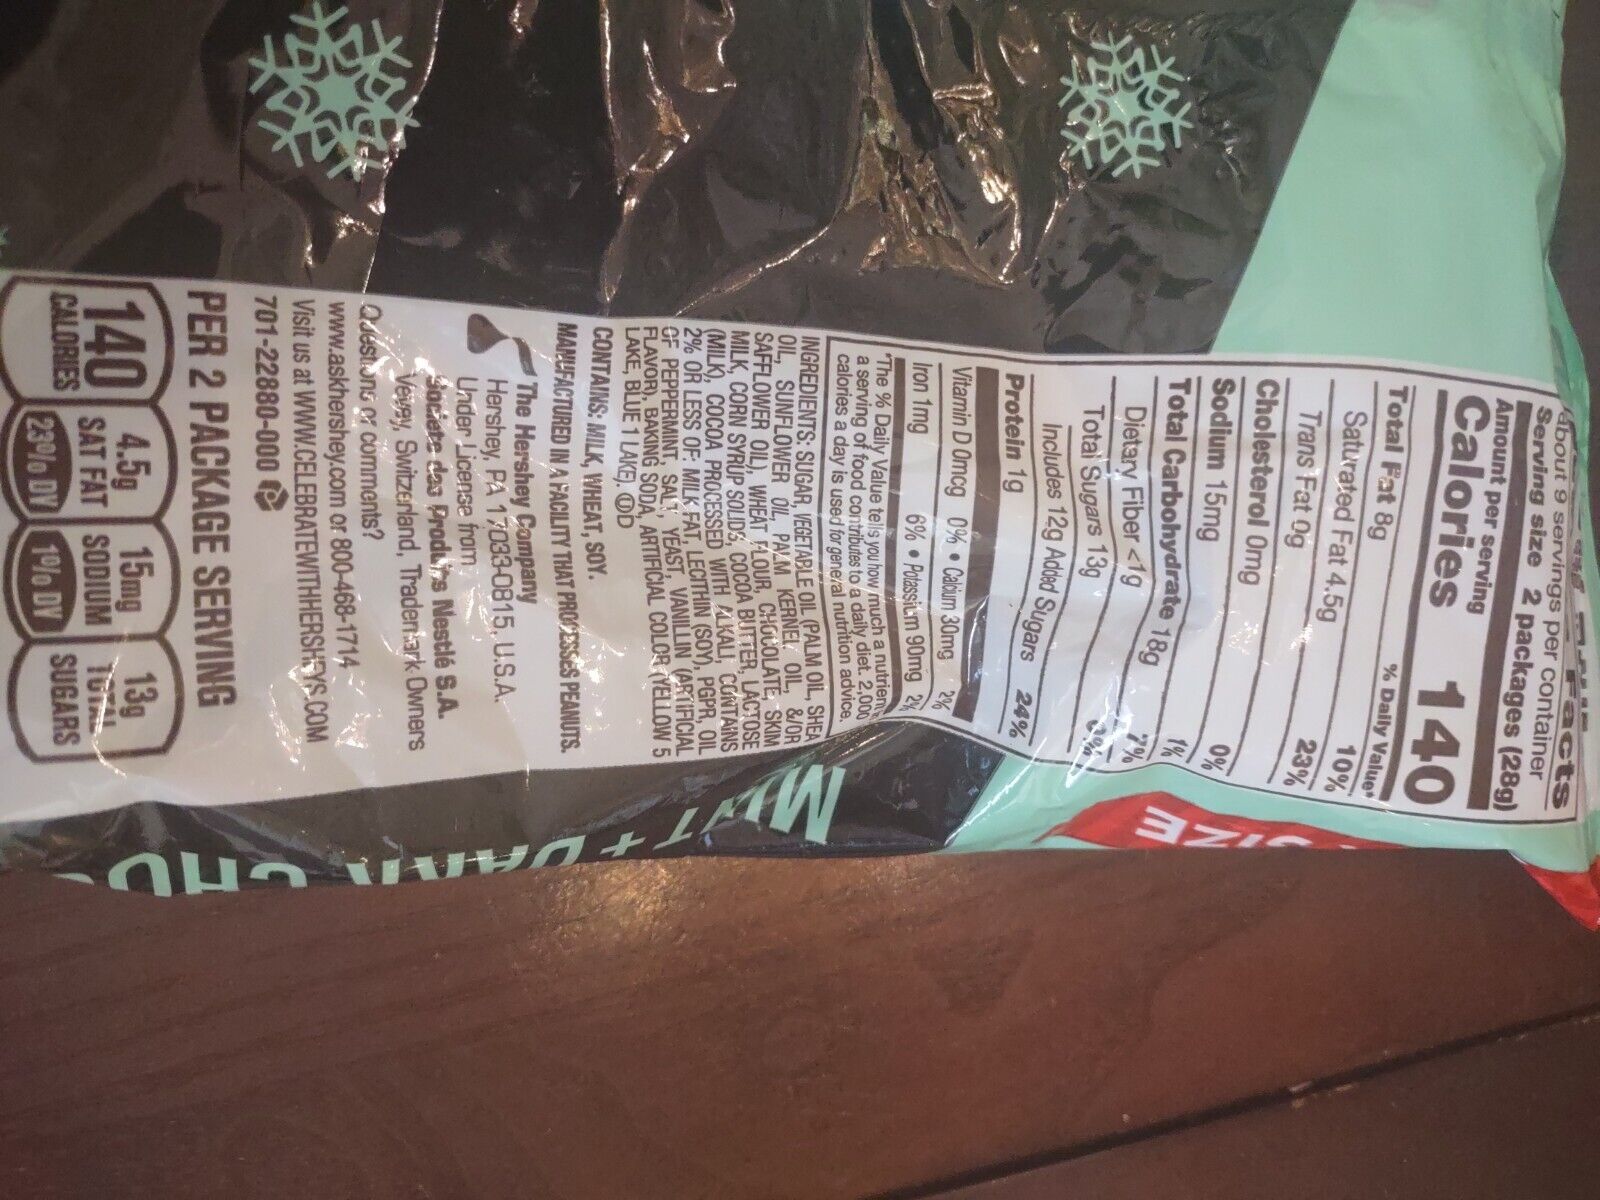 Facts
about 9 servings per container
Serving size 2 packages (28g)
Amount per serving
Calories 140
% Daily Value*
Total Fat 8g 10%
Saturated Fat 4.5g 23%
Trans Fat 0g
Cholesterol 0mg 0%
Sodium 15mg 1%
Total Carbohydrate 18g 7%
Dietary Fiber <1g
Total Sugars 13g
Includes 12g Added Sugars 24%
Protein 1g
Vitamin D 0mcg 0% • Calcium 30mg 2%
Iron 1mg 6% • Potassium 90mg 2%
*The % Daily Value tells you how much a nutrient
a serving of food contributes to a daily diet. 2,000
calories a day is used for general nutrition advice.
INGREDIENTS: SUGAR, VEGETABLE OIL (PALM OIL, SHEA
OIL, SUNFLOWER OIL, PALM KERNEL OIL, &/OR
SAFFLOWER OIL), WHEAT FLOUR, CHOCOLATE, SKIM
MILK, CORN SYRUP SOLIDS, COCOA BUTTER, LACTOSE
(MILK), COCOA PROCESSED WITH ALKALI, CONTAINS
2% OR LESS OF: MILK FAT, LECITHIN (SOY), PGPR, OIL
OF PEPPERMINT, SALT, YEAST, VANILLIN (ARTIFICIAL
FLAVOR), BAKING SODA, ARTIFICIAL COLOR (YELLOW 5
LAKE, BLUE 1 LAKE). ⓊD
CONTAINS: MILK, WHEAT, SOY.
MANUFACTURED IN A FACILITY THAT PROCESSES PEANUTS.
The Hershey Company
Hershey, PA 17033-0815, U.S.A.
Under License from
Société des Produits Nestlé S.A.
Vevey, Switzerland, Trademark Owners
Questions or comments?
www.askhershey.com or 800-468-1714
Visit us at WWW.CELEBRATEWITHHERSHEYS.COM
701-22880-000
PER 2 PACKAGE SERVING
140 CALORIES
4.5g SAT FAT 23% DV
15mg SODIUM 1% DV
13g TOTAL SUGARS
SIZE
MINT + DARK CHO